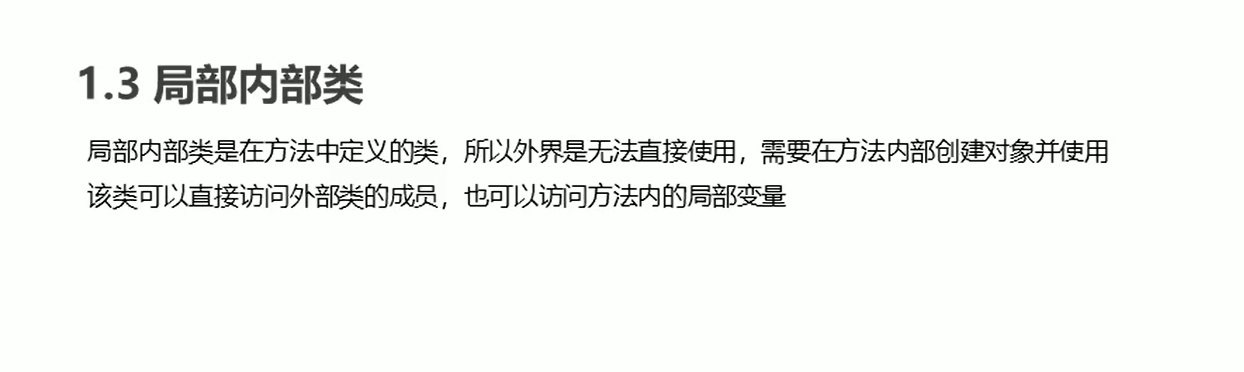 1.3 局部内部类
局部内部类是在方法中定义的类，所以外界是无法直接使用，需要在方法内部创建对象并使用
该类可以直接访问外部类的成员，也可以访问方法内的局部变量